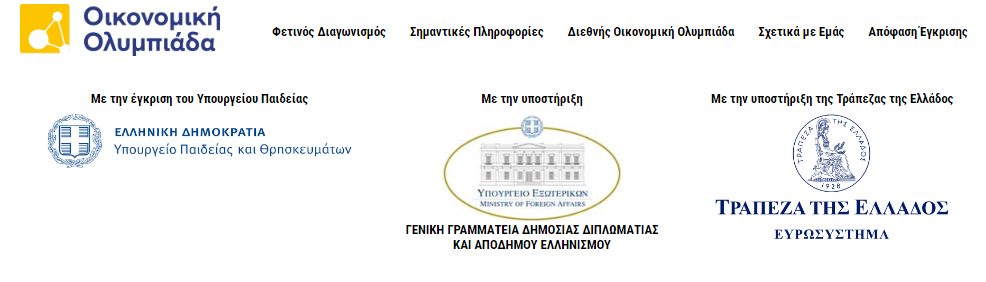 Οικονομική
Ολυμπιάδα
Φετινός Διαγωνισμός Σημαντικές Πληροφορίες Διεθνής Οικονομική Ολυμπιάδα Σχετικά με Εμάς Απόφαση Έγκρισης
Με την έγκριση του Υπουργείου Παιδείας
ΕΛΛΗΝΙΚΗ ΔΗΜΟΚΡΑΤΙΑ
Υπουργείο Παιδείας και Θρησκευμάτων
Με την υποστήριξη
ΥΠΟΥΡΓΕΙΟ ΕΞΩΤΕΡΙΚΩΝ
MINISTRY OF FOREIGN AFFAIRS
ΓΕΝΙΚΗ ΓΡΑΜΜΑΤΕΙΑ ΔΗΜΟΣΙΑΣ ΔΙΠΛΩΜΑΤΙΑΣ
ΚΑΙ ΑΠΟΔΗΜΟΥ ΕΛΛΗΝΙΣΜΟΥ
Με την υποστήριξη της Τράπεζας της Ελλάδος
ΤΡΑΠΕΖΑ ΤΗΣ ΕΛΛΑΔΟΣ
1928
ΤΡΑΠΕΖΑ ΤΗΣ ΕΛΛΑΔΟΣ
ΕΥΡΩΣΥΣΤΗΜΑ